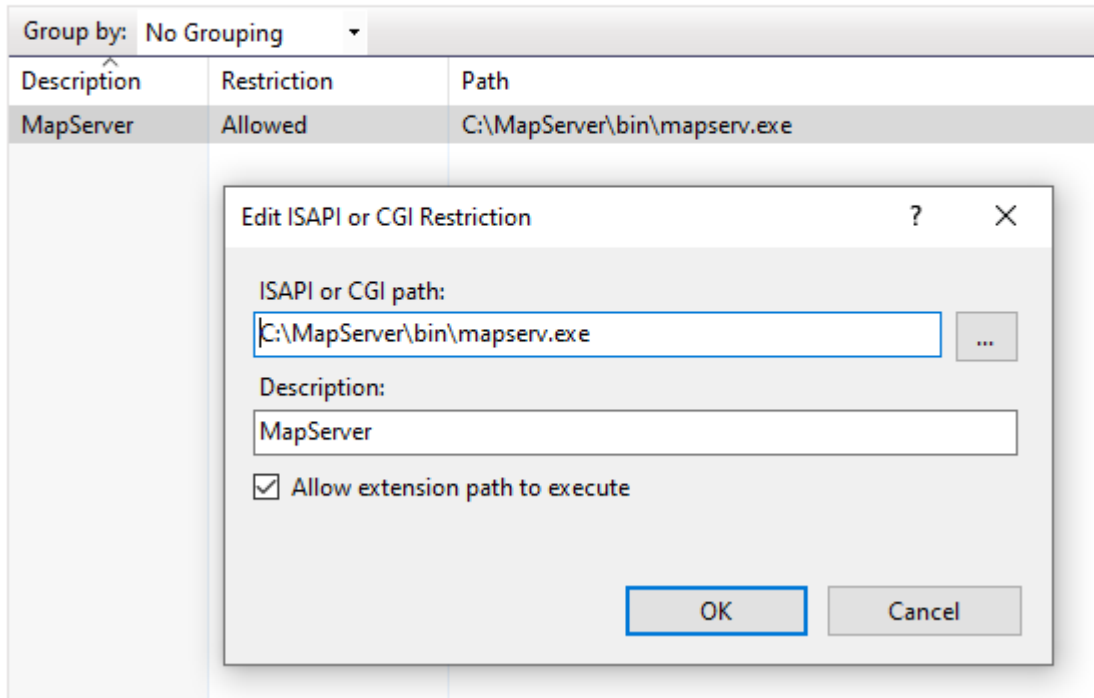 Group by: No Grouping
Description Restriction Path
MapServer Allowed C:\MapServer\bin\mapserv.exe
Edit ISAPI or CGI Restriction ?
ISAPI or CGI path:
C:\MapServer\bin\mapserv.exe
...
Description:
MapServer
Allow extension path to execute
OK Cancel